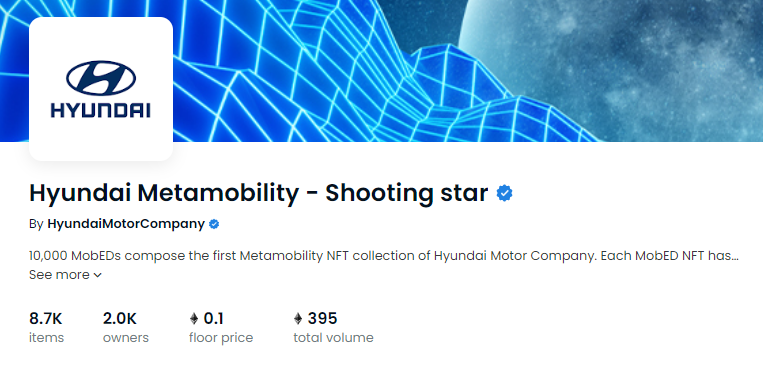 HYUNDAI
Hyundai Metamobility - Shooting star
By HyundaiMotorCompany
10,000 MobEDs compose the first Metamobility NFT collection of Hyundai Motor Company. Each MobED NFT has...
See more
8.7K 2.0K 0.1 395
items owners floor price total volume